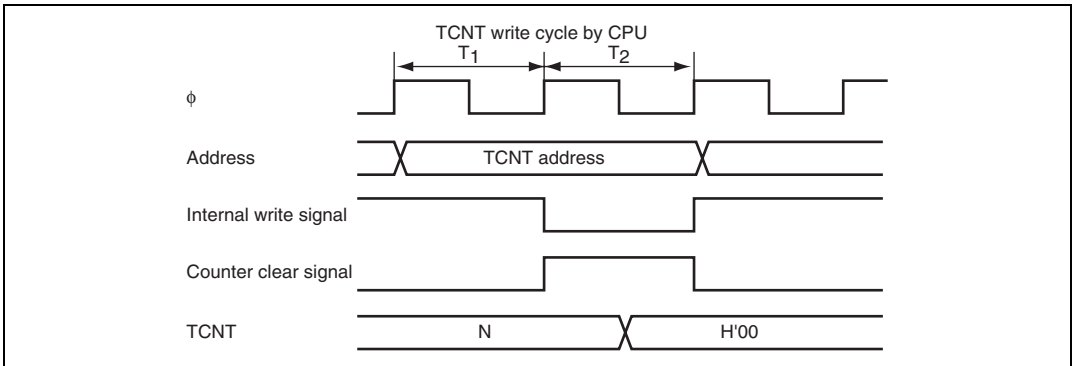 TCNT write cycle by CPU
T1 T2
ϕ
Address TCNT address
Internal write signal
Counter clear signal
TCNT N H'00